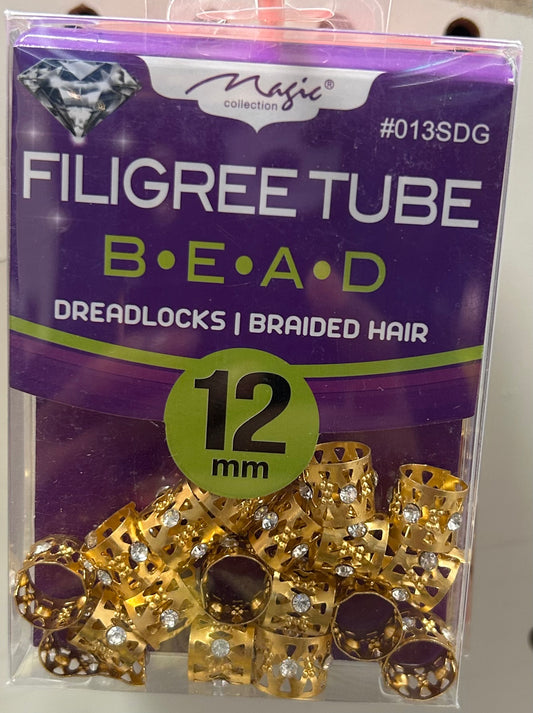 Magic®
collection
#013SDG
FILIGREE TUBE
B•E•A•D
DREADLOCKS | BRAIDED HAIR
12
mm